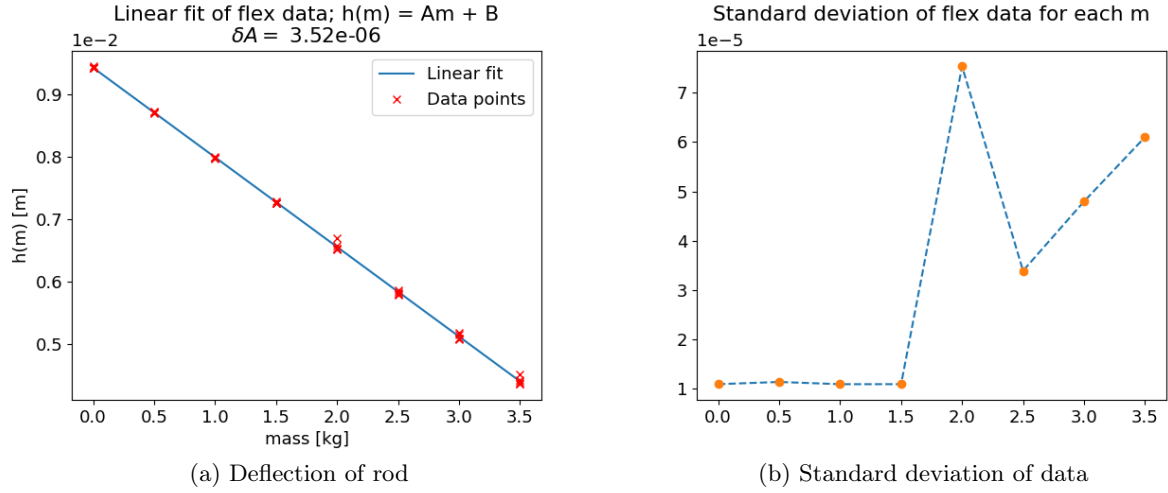 Linear fit of flex data; h(m) = Am + B
δA = 3.52e-06
1e−2
Linear fit
Data points
0.9
0.8
0.7
0.6
0.5
h(m) [m]
0.0 0.5 1.0 1.5 2.0 2.5 3.0 3.5
mass [kg]
(a) Deflection of rod
Standard deviation of flex data for each m
1e−5
7
6
5
4
3
2
1
0.0 0.5 1.0 1.5 2.0 2.5 3.0 3.5
(b) Standard deviation of data